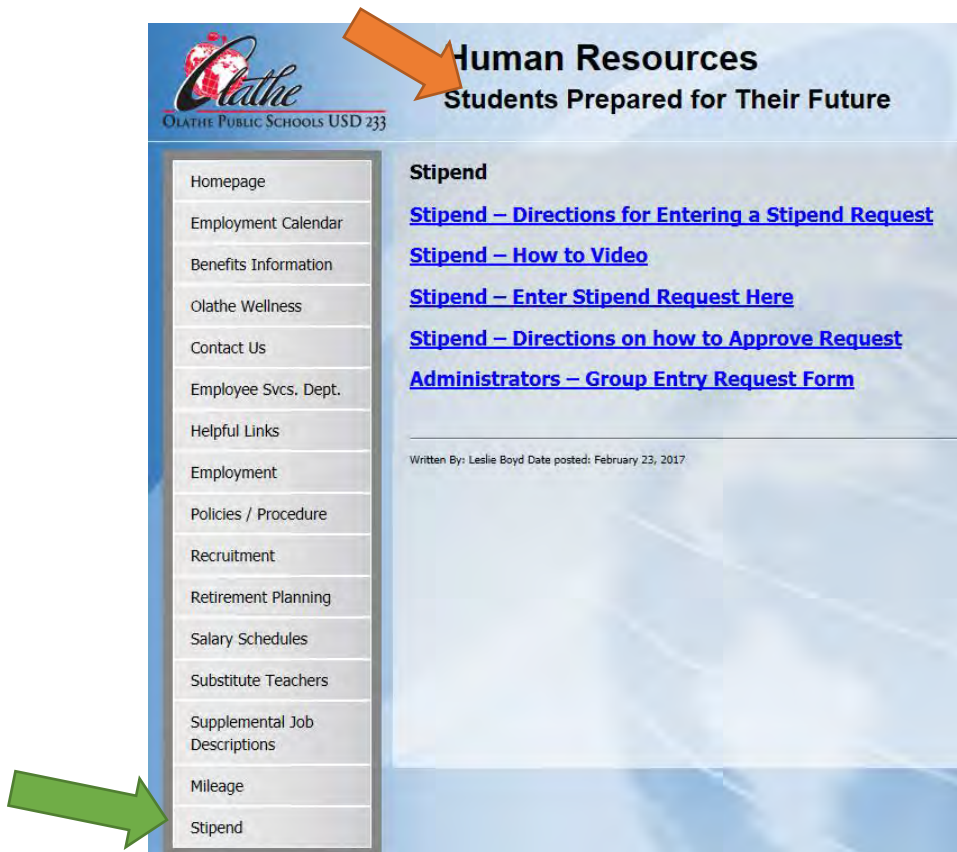 Human Resources
Students Prepared for Their Future
Olathe
OLATHE PUBLIC SCHOOLS USD 233
Homepage
Employment Calendar
Benefits Information
Olathe Wellness
Contact Us
Employee Svcs. Dept.
Helpful Links
Employment
Policies / Procedure
Recruitment
Retirement Planning
Salary Schedules
Substitute Teachers
Supplemental Job
Descriptions
Mileage
Stipend
Stipend
Stipend – Directions for Entering a Stipend Request
Stipend – How to Video
Stipend – Enter Stipend Request Here
Stipend – Directions on how to Approve Request
Administrators – Group Entry Request Form
Written By: Leslie Boyd Date posted: February 23, 2017